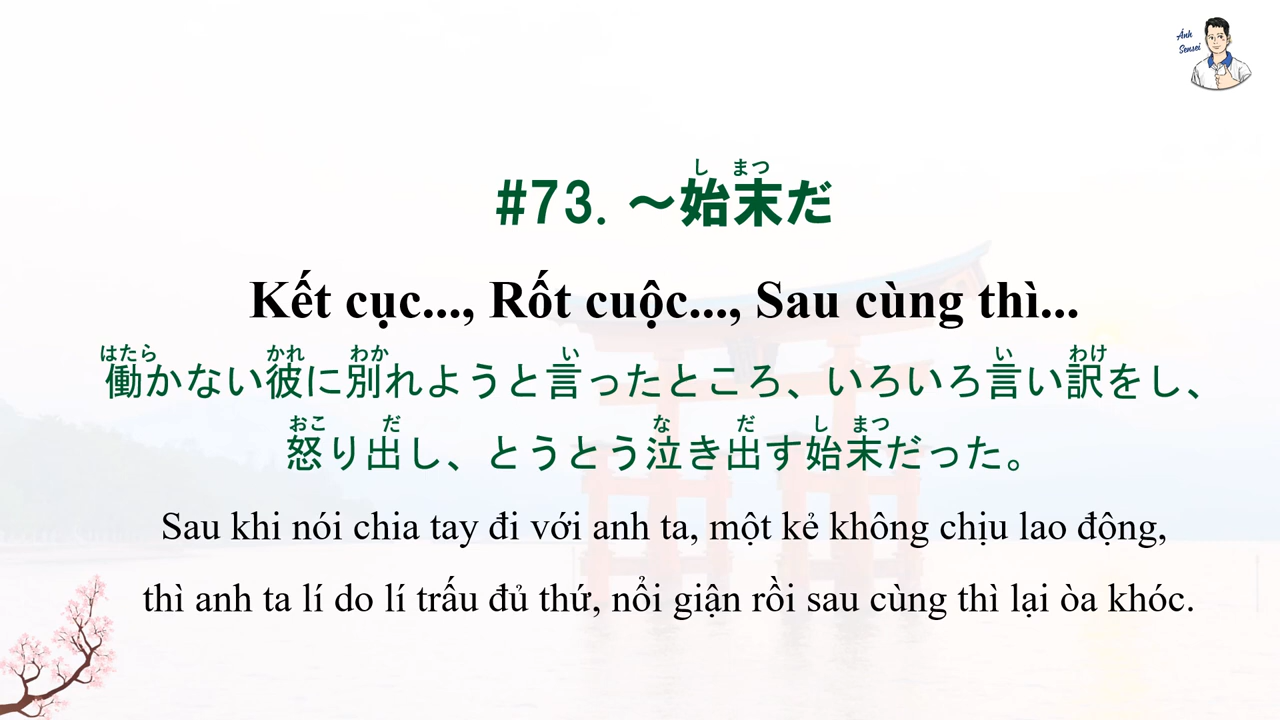 Ánh
Sensei
#73. ～始末だ
Kết cục..., Rốt cuộc..., Sau cùng thì...
働かない彼に別れようと言ったところ、いろいろ言い訳をし、
怒り出し、とうとう泣き出す始末だった。
Sau khi nói chia tay đi với anh ta, một kẻ không chịu lao động,
thì anh ta lí do lí trấu đủ thứ, nổi giận rồi sau cùng thì lại òa khóc.